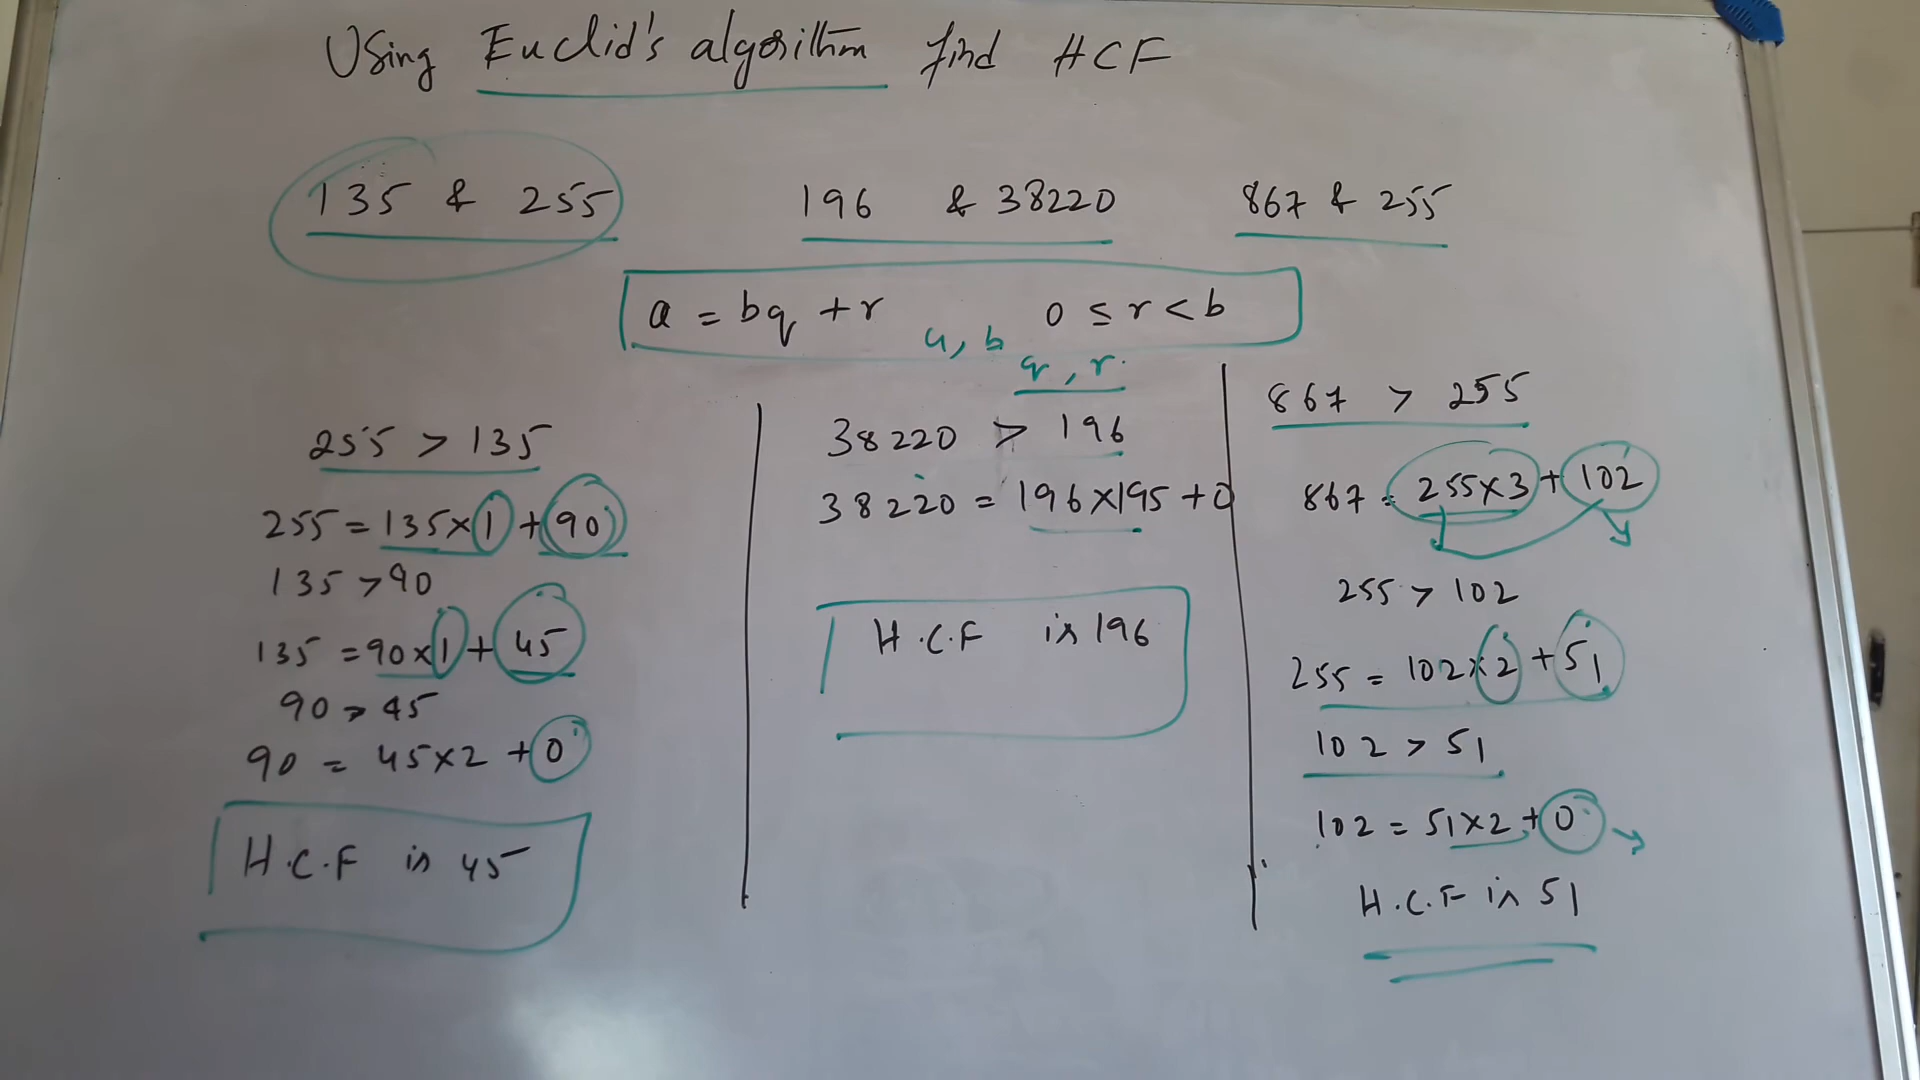 Using Euclid's algorithm find HCF
135 & 255
196 & 38220
867 & 255
a = bq + r 0 ≤ r < b
a, b
q, r.
255 > 135
255 = 135 × 1 + 90
135 > 90
135 = 90 × 1 + 45
90 > 45
90 = 45 × 2 + 0
H.C.F is 45
38220 > 196
38220 = 196 × 195 + 0
H.C.F is 196
867 > 255
867 = 255 × 3 + 102
255 > 102
255 = 102 × 2 + 51
102 > 51
102 = 51 × 2 + 0
H.C.F is 51